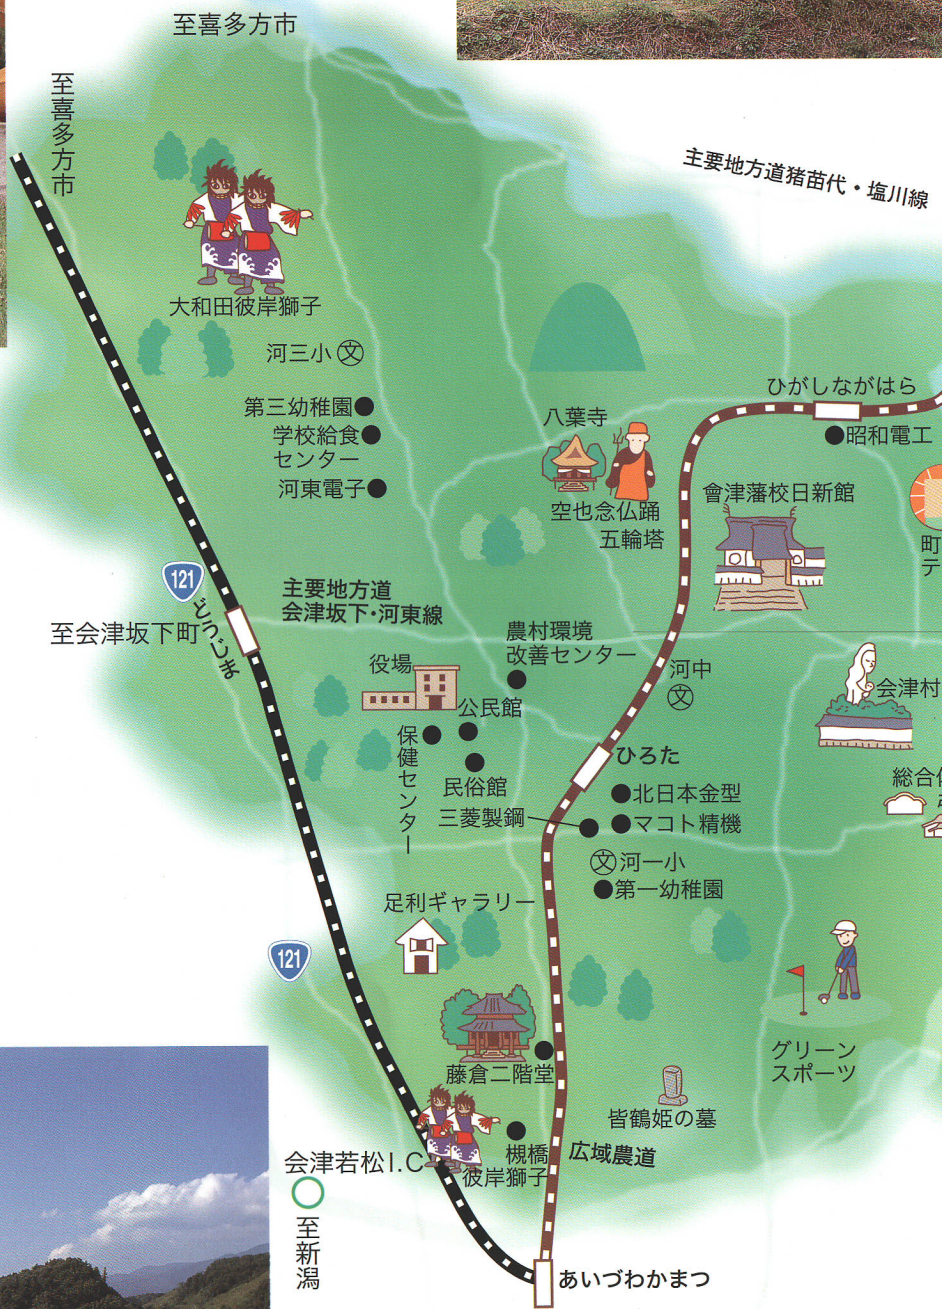 至喜多方市
至喜多方市
主要地方道猪苗代・塩川線
大和田彼岸獅子
河三小 文
第三幼稚園
学校給食
センター
河東電子
ひがしながはら
昭和電工
八葉寺
空也念仏踊
五輪塔
會津藩校日新館
町
テ
121
どうじま
至会津坂下町
主要地方道
会津坂下・河東線
農村環境
改善センター
役場
公民館
保健センター
民俗館
三菱製鋼
河中
文
会津村
ひろた
北日本金型
マコト精機
総合体
文 河一小
第一幼稚園
足利ギャラリー
121
藤倉二階堂
グリーン
スポーツ
皆鶴姫の墓
槻橋
彼岸獅子
広域農道
会津若松I.C
至新潟
あいづわかまつ